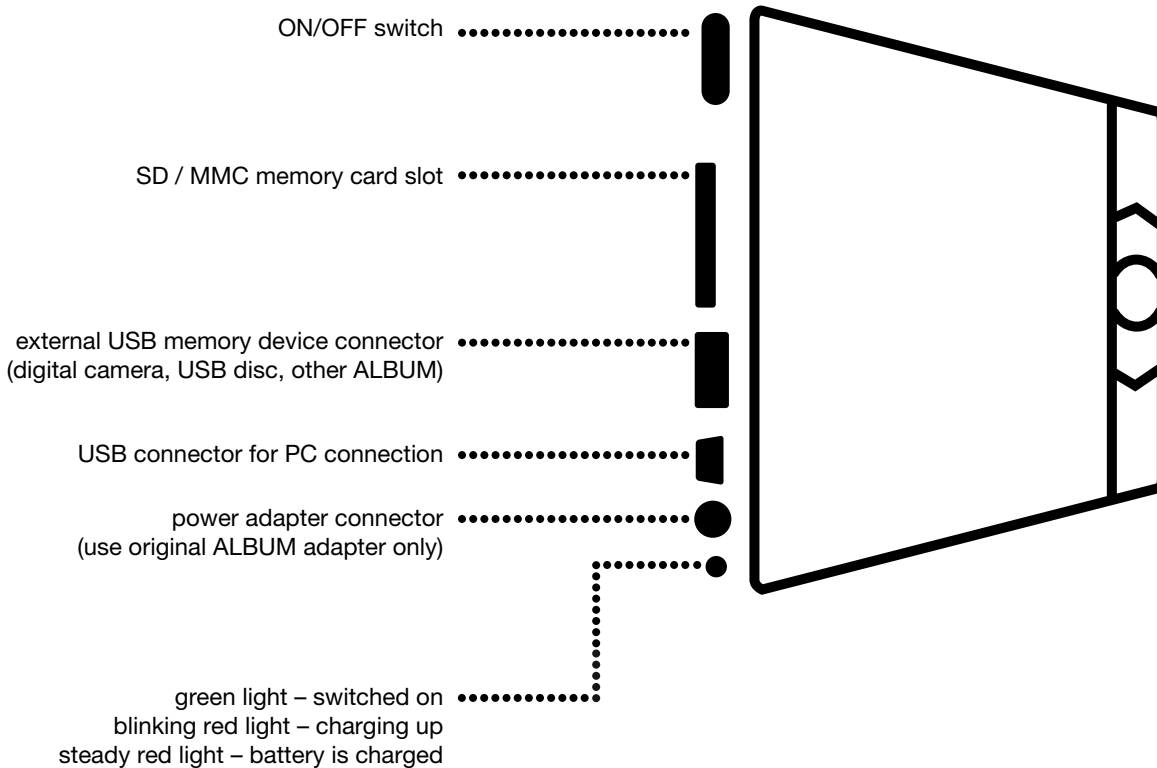 ON/OFF switch
SD / MMC memory card slot
external USB memory device connector
(digital camera, USB disc, other ALBUM)
USB connector for PC connection
power adapter connector
(use original ALBUM adapter only)
green light – switched on
blinking red light – charging up
steady red light – battery is charged